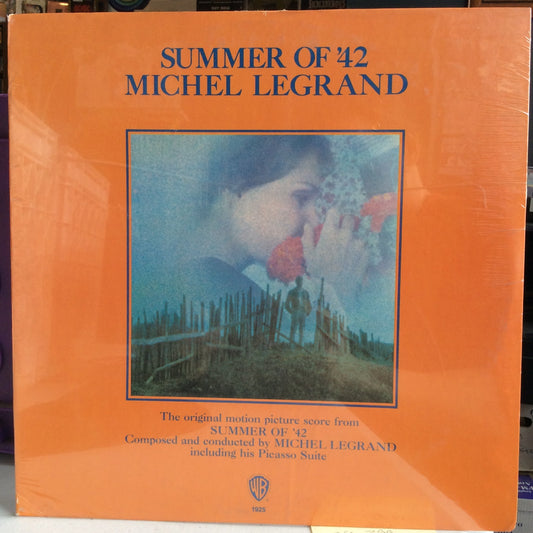 SUMMER OF '42
MICHEL LEGRAND
The original motion picture score from
SUMMER OF '42
Composed and conducted by MICHEL LEGRAND
including his Picasso Suite
WB
1925